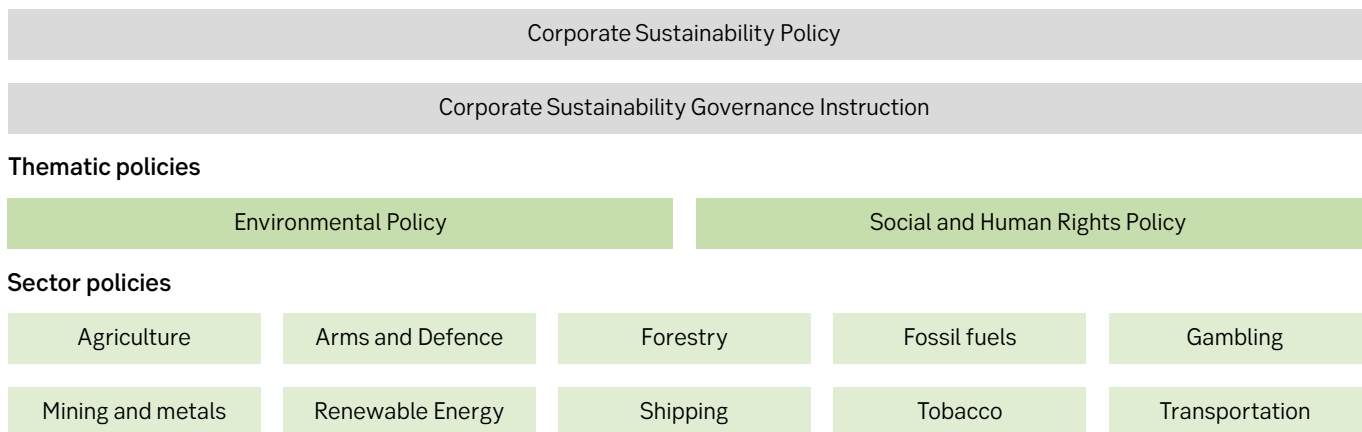 Corporate Sustainability Policy
Corporate Sustainability Governance Instruction
Thematic policies
Environmental Policy
Social and Human Rights Policy
Sector policies
Agriculture
Arms and Defence
Forestry
Fossil fuels
Gambling
Mining and metals
Renewable Energy
Shipping
Tobacco
Transportation